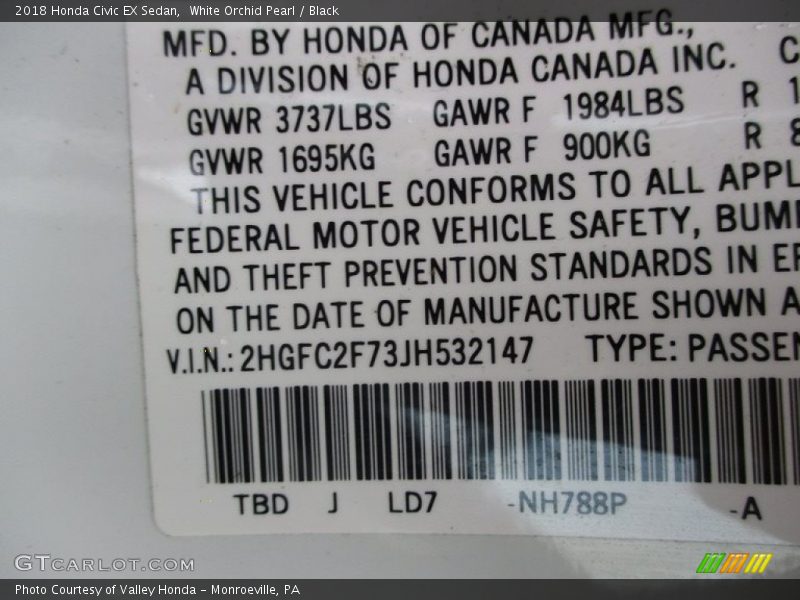 2018 Honda Civic EX Sedan,  White Orchid Pearl / Black
MFD. BY HONDA OF CANADA MFG.,
A DIVISION OF HONDA CANADA INC. C
GVWR 3737LBS GAWR F 1984LBS R 1
GVWR 1695KG GAWR F 900KG R 8
THIS VEHICLE CONFORMS TO ALL APPL
FEDERAL MOTOR VEHICLE SAFETY, BUM
AND THEFT PREVENTION STANDARDS IN
ON THE DATE OF MANUFACTURE SHOWN A
V.I.N.: 2HGFC2F73JH532147 TYPE: PASSEN
TBD J LD7 -NH788P -A
GTCARLOT.COM
Photo Courtesy of Valley Honda – Monroeville, PA